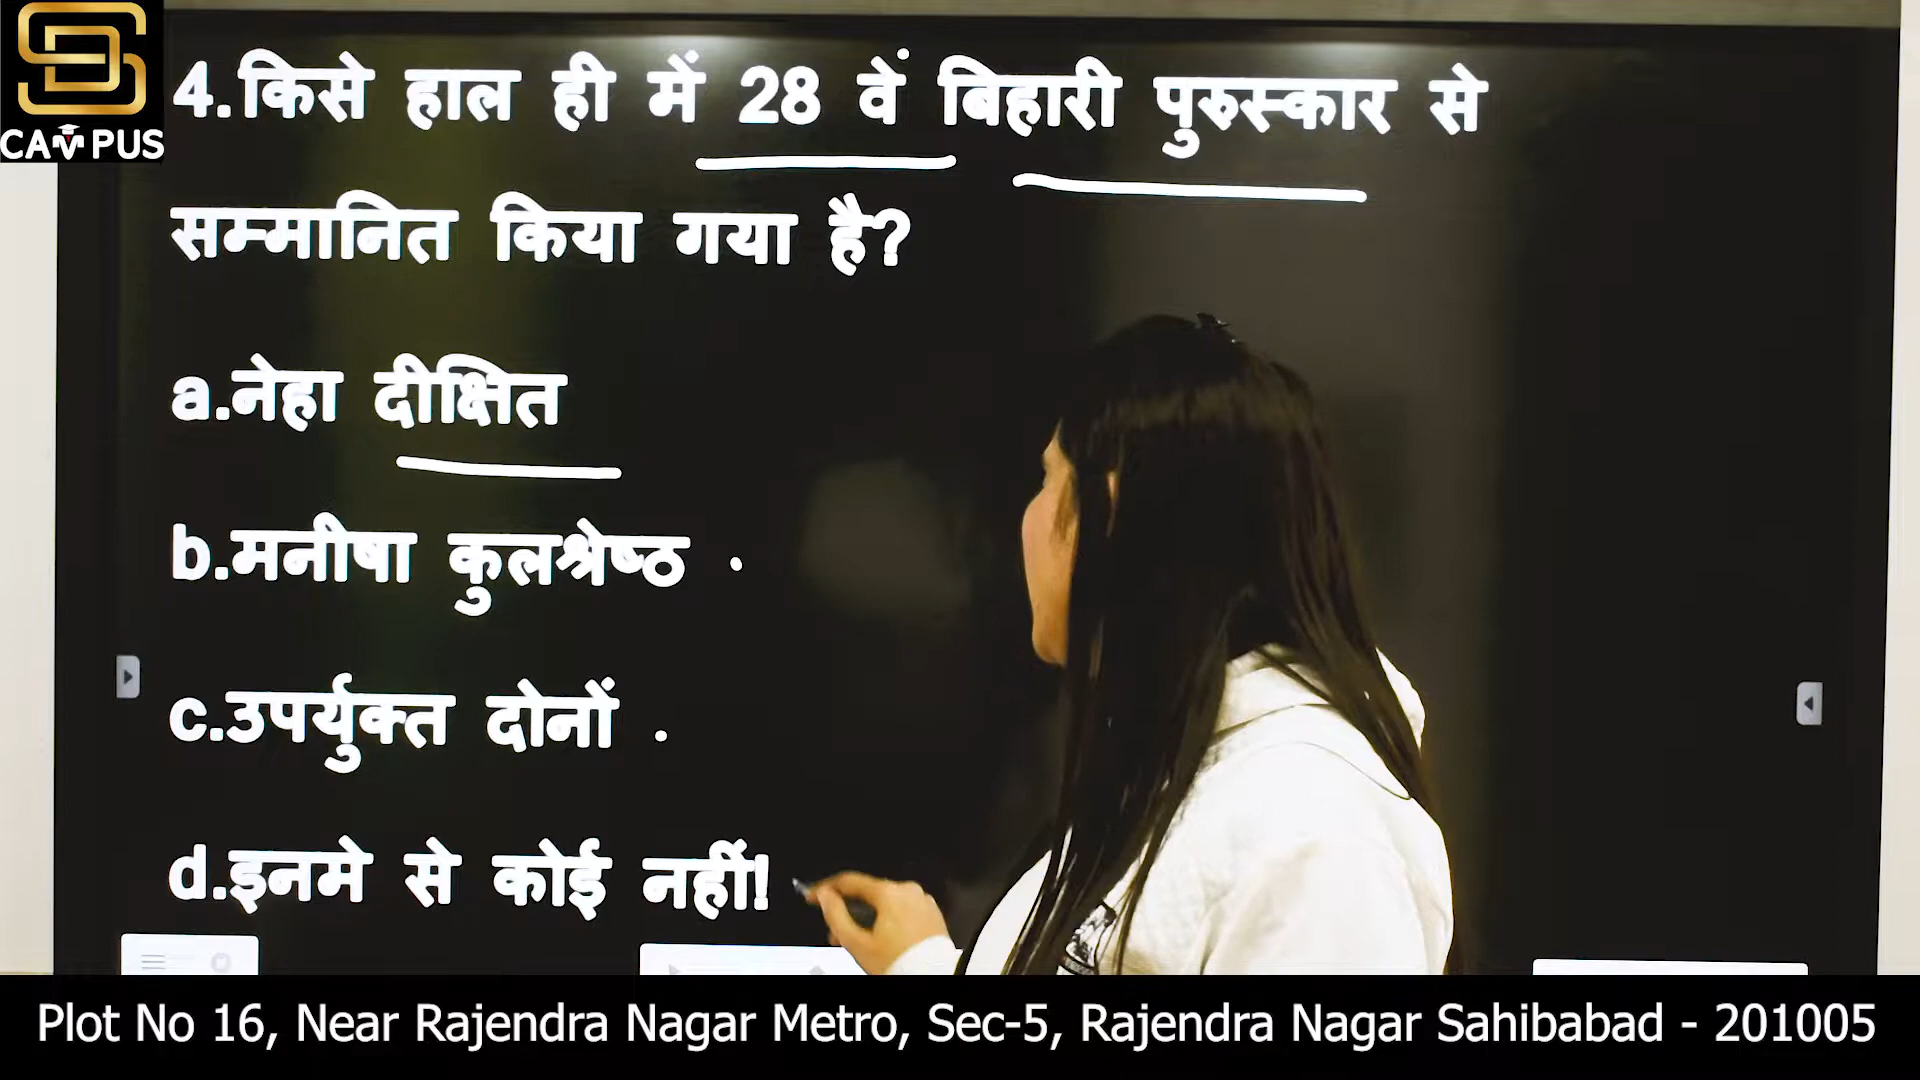 SD
CAMPUS
4.किसे हाल ही में 28 वें बिहारी पुरुस्कार से
सम्मानित किया गया है?
a.नेहा दीक्षित
b.मनीषा कुलश्रेष्ठ
c.उपर्युक्त दोनों .
d.इनमे से कोई नहीं!
Plot No 16, Near Rajendra Nagar Metro, Sec-5, Rajendra Nagar Sahibabad - 201005